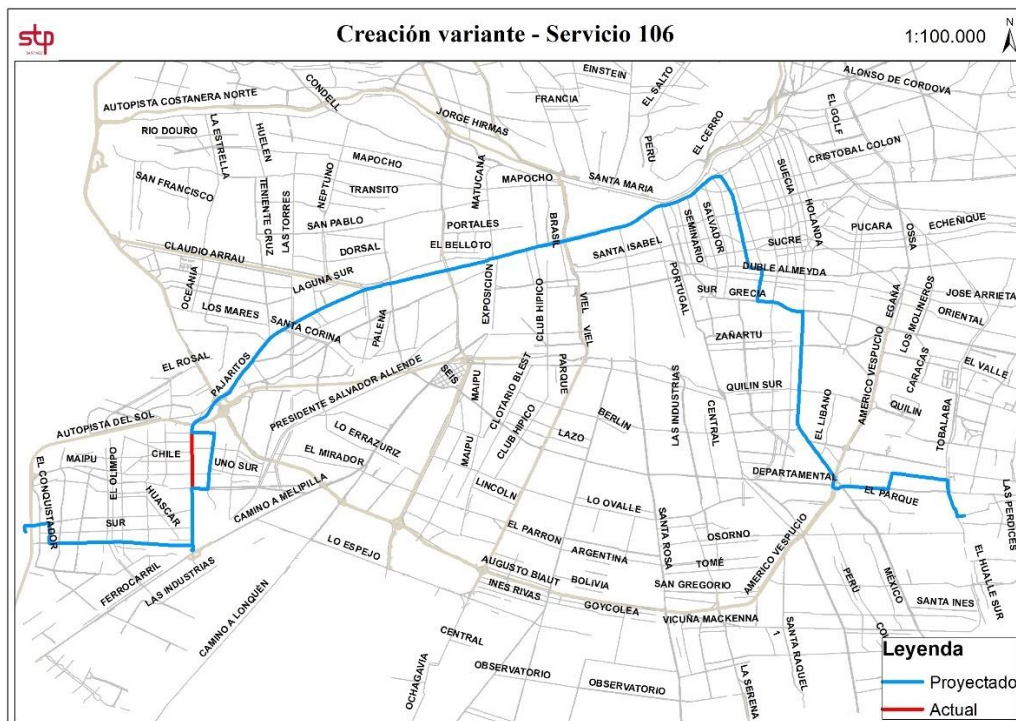 stp
SANTIAGO
Creación variante - Servicio 106
1:100.000
N
EINSTEIN
EL SALTO
ALONSO DE CORDOVA
CONDELL
AUTOPISTA COSTANERA NORTE
FRANCIA
EL GOLF
JORGE HIRMAS
RIO DOURO
LA ESTRELLA
HUELEN
PERU
EL CERRO
CRISTOBAL COLON
MAPOCHO
NEPTUNO
MATUCANA
MAPOCHO
SANTA MARIA
SUECIA
SAN FRANCISCO
TENIENTE CRUZ
LAS TORRES
TRANSITO
HOLANDA
SAN PABLO
PORTALES
BRASIL
SALVADOR
SEMINARIO
PUCARA
ECHEÑIQUE
OSSA
CLAUDIO ARRAU
DORSAL
EL BELLOTO
SANTA ISABEL
SUCRE
LAGUNA SUR
DUBLE ALMEYDA
OCEANIA
EXPOSICION
PORTUGAL
SUR
GRECIA
EGAÑA
LOS MOLINEROS
JOSE ARRIETA
ORIENTAL
LOS MARES
SANTA CORINA
PALENA
CLUB HIPICO
VIEL
VIEL
ZAÑARTU
EL ROSAL
PAJARITOS
PRESIDENTE SALVADOR ALLENDE
SEIS
MAIPU
CLOTARIO BLEST
PARQUE
AMERICO VESPUCIO
CARACAS
EL VALLE
LAS INDUSTRIAS
QUILIN SUR
QUILIN
TOBALABA
AUTOPISTA DEL SOL
LO ERRAZURIZ
CLUB HIPICO
BERLIN
CENTRAL
EL LIBANO
EL CONQUISTADOR
MAIPU
EL OLIMPO
CHILE
UNO SUR
EL MIRADOR
MAIPU
LAZO
DEPARTAMENTAL
HUASCAR
CAMINO A MELIPILLA
LINCOLN
LO OVALLE
EL PARQUE
LAS PERDICES
SUR
SANTA ROSA
EL PARRON
ARGENTINA
OSORNO
AMERICO VESPUCIO
LO ESPEJO
FERROCARRIL
LAS INDUSTRIAS
TOMÉ
EL HUALLE SUR
AUGUSTO BIAUT
BOLIVIA
SAN GREGORIO
PERÚ
MÉXICO
INES RIVAS
GOYCOLEA
VICUÑA MACKENNA
SANTA INES
CAMINO A LONQUÉN
CENTRAL
1
SANTA RAQUEL
CO
OCHAGAVIA
OBSERVATORIO
OBSERVATORIO
LA SERENA
Leyenda
Proyectado
Actual